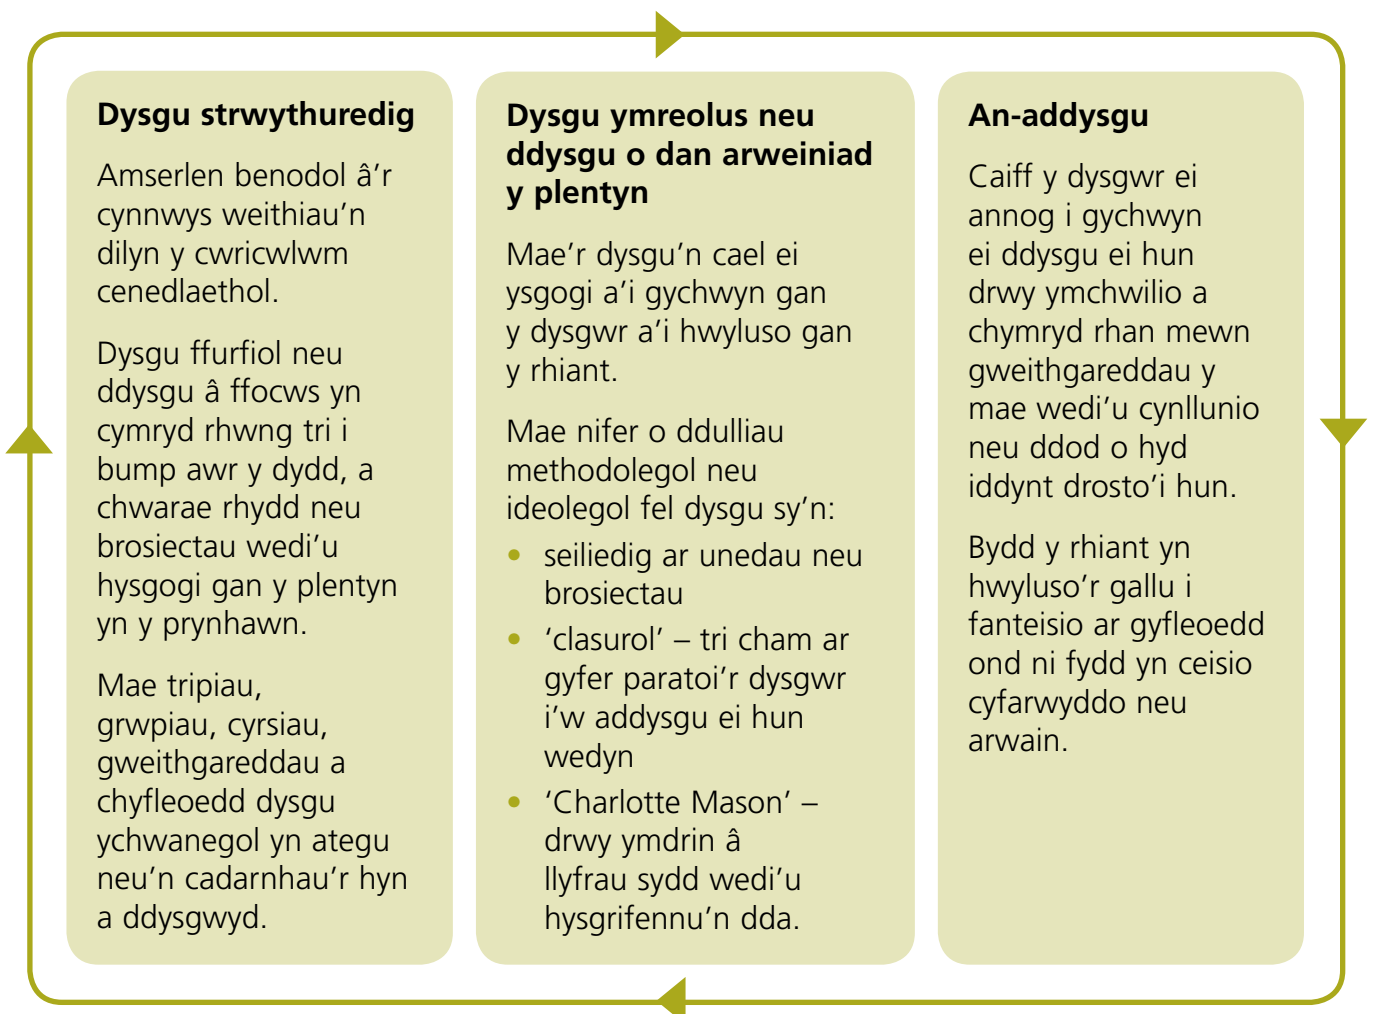 Dysgu strwythuredig
Amserlen benodol â’r
cynnwys weithiau’n
dilyn y cwricwlwm
cenedlaethol.
Dysgu ffurfiol neu
ddysgu â ffocws yn
cymryd rhwng tri i
bump awr y dydd, a
chwarae rhydd neu
brosiectau wedi’u
hysgogi gan y plentyn
yn y prynhawn.
Mae tripiau,
grwpiau, cyrsiau,
gweithgareddau a
chyfleoedd dysgu
ychwanegol yn ategu
neu’n cadarnhau’r hyn
a ddysgwyd.
Dysgu ymreolus neu
ddysgu o dan arweiniad
y plentyn
Mae’r dysgu’n cael ei
ysgogi a’i gychwyn gan
y dysgwr a’i hwyluso gan
y rhiant.
Mae nifer o ddulliau
methodolegol neu
ideolegol fel dysgu sy’n:
• seiliedig ar unedau neu
brosiectau
• ‘clasurol’ – tri cham ar
gyfer paratoi’r dysgwr
i’w addysgu ei hun
wedyn
• ‘Charlotte Mason’ –
drwy ymdrin â
llyfrau sydd wedi’u
hysgrifennu’n dda.
An-addysgu
Caiff y dysgwr ei
annog i gychwyn
ei ddysgu ei hun
drwy ymchwilio a
chymryd rhan mewn
gweithgareddau y
mae wedi’u cynllunio
neu ddod o hyd
iddynt drosto’i hun.
Bydd y rhiant yn
hwyluso’r gallu i
fanteisio ar gyfleoedd
ond ni fydd yn ceisio
cyfarwyddo neu
arwain.